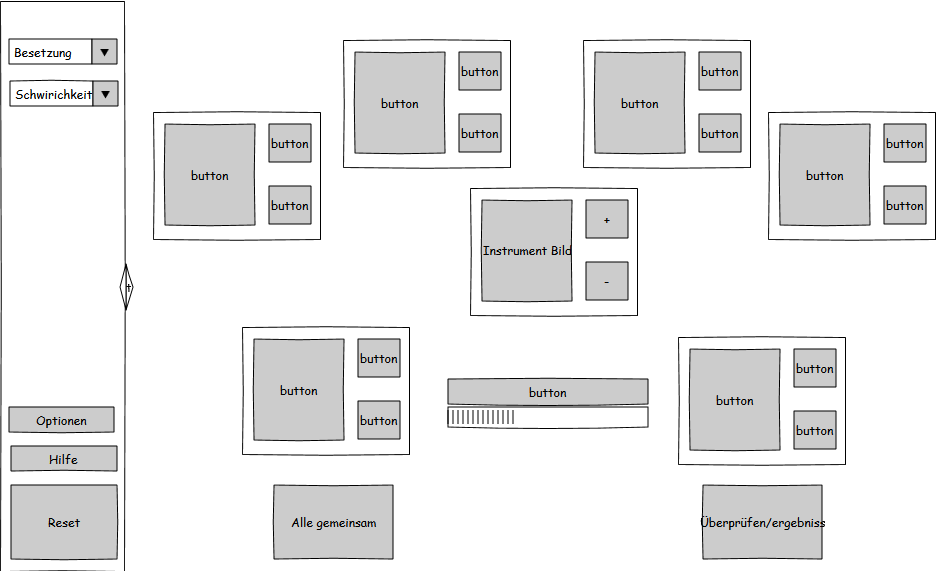 Besetzung ▼
Schwirichkeit ▼
Optionen
Hilfe
Reset
button
button
button
button
button
button
button
button
button
button
button
button
Instrument Bild
+
-
button
button
button
button
button
button
button
Alle gemeinsam
Überprüfen/ergebniss